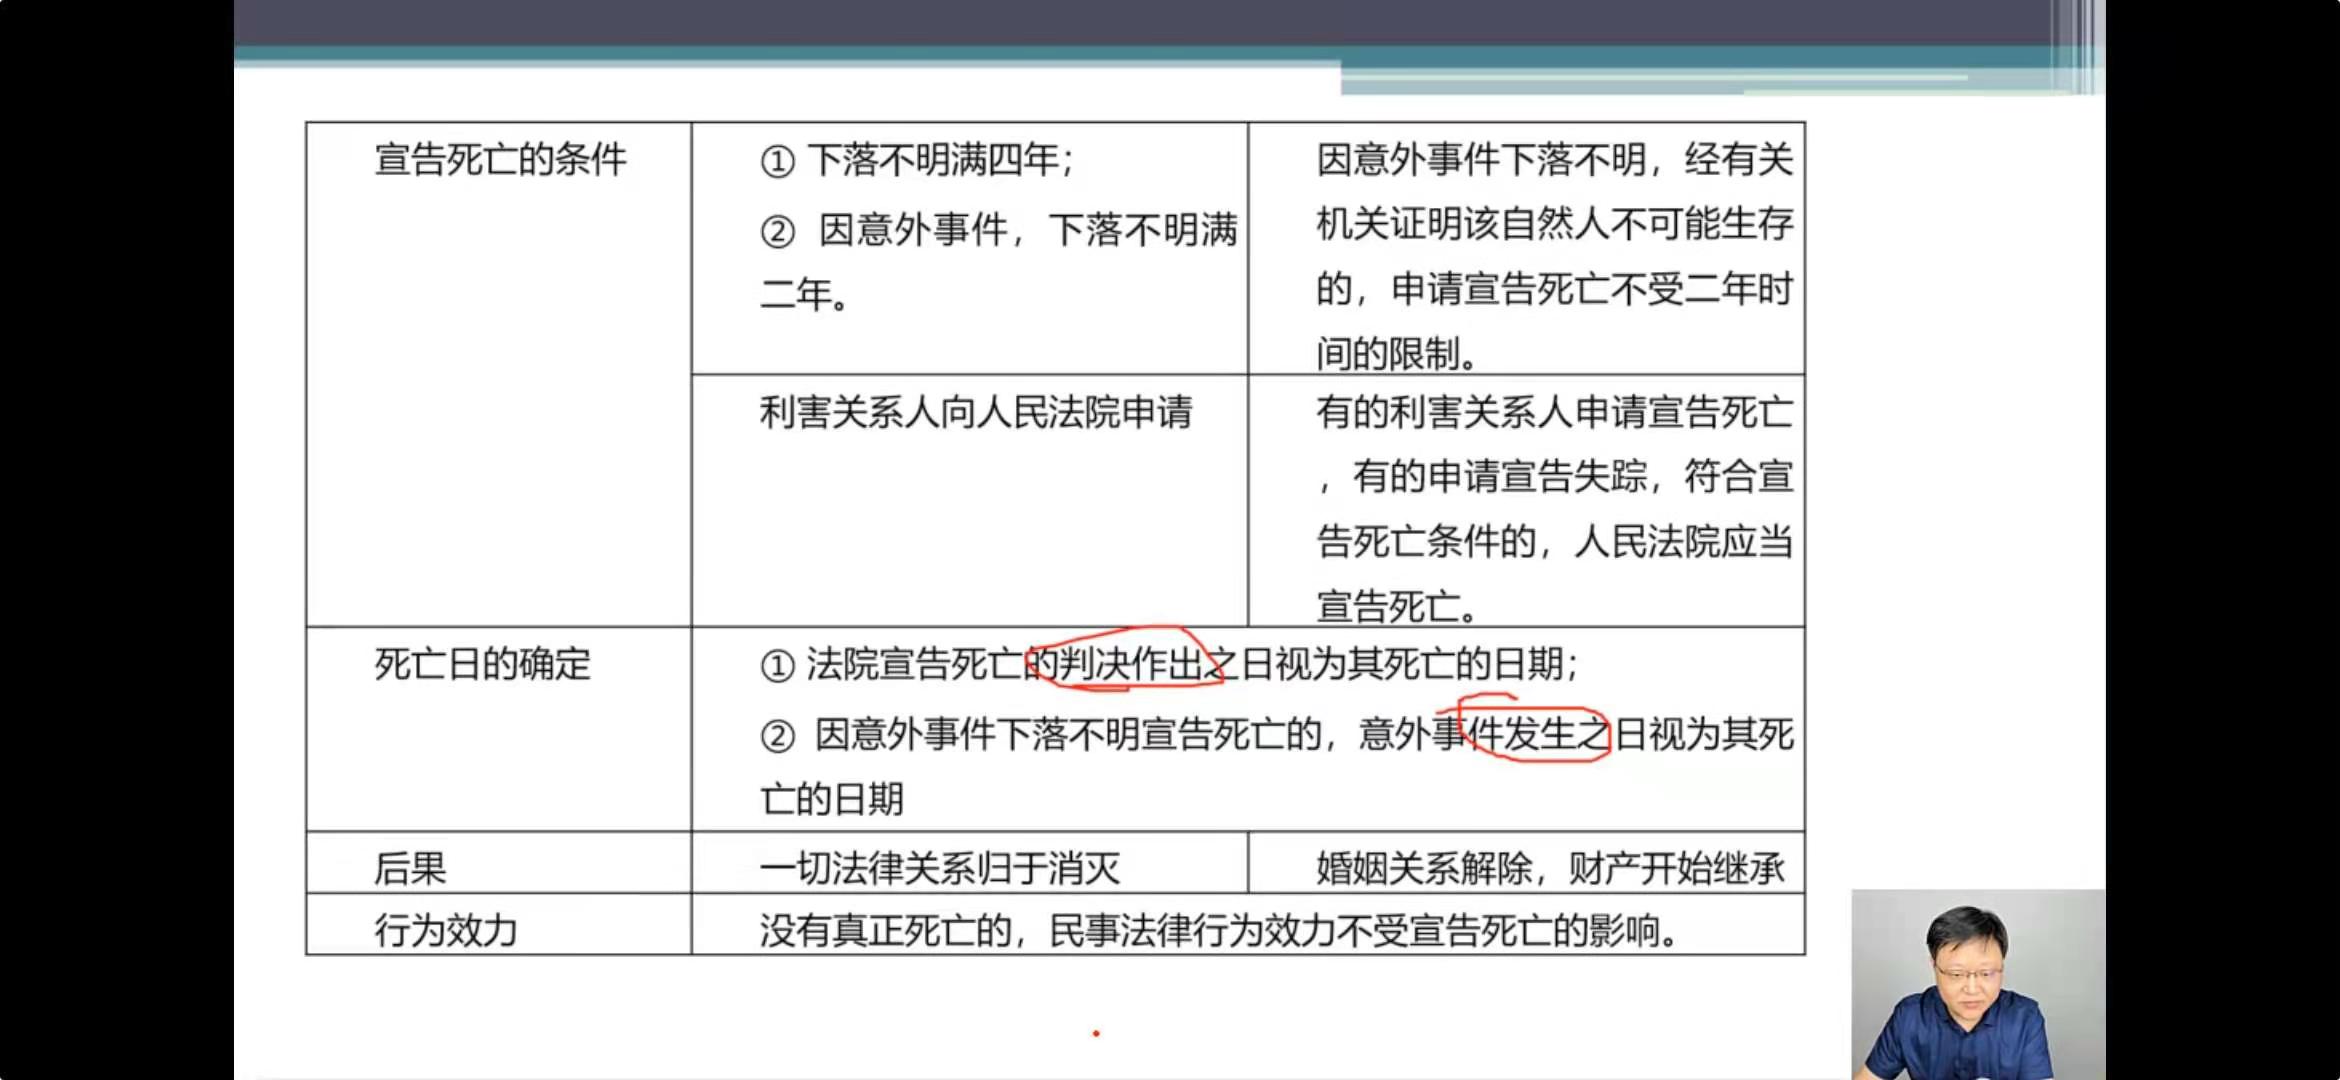 宣告死亡的条件
① 下落不明满四年；
② 因意外事件，下落不明满
二年。
因意外事件下落不明，经有关
机关证明该自然人不可能生存
的，申请宣告死亡不受二年时
间的限制。
利害关系人向人民法院申请
有的利害关系人申请宣告死亡
，有的申请宣告失踪，符合宣
告死亡条件的，人民法院应当
宣告死亡。
死亡日的确定
① 法院宣告死亡的判决作出之日视为其死亡的日期；
② 因意外事件下落不明宣告死亡的，意外事件发生之日视为其死
亡的日期
后果
一切法律关系归于消灭
婚姻关系解除，财产开始继承
行为效力
没有真正死亡的，民事法律行为效力不受宣告死亡的影响。